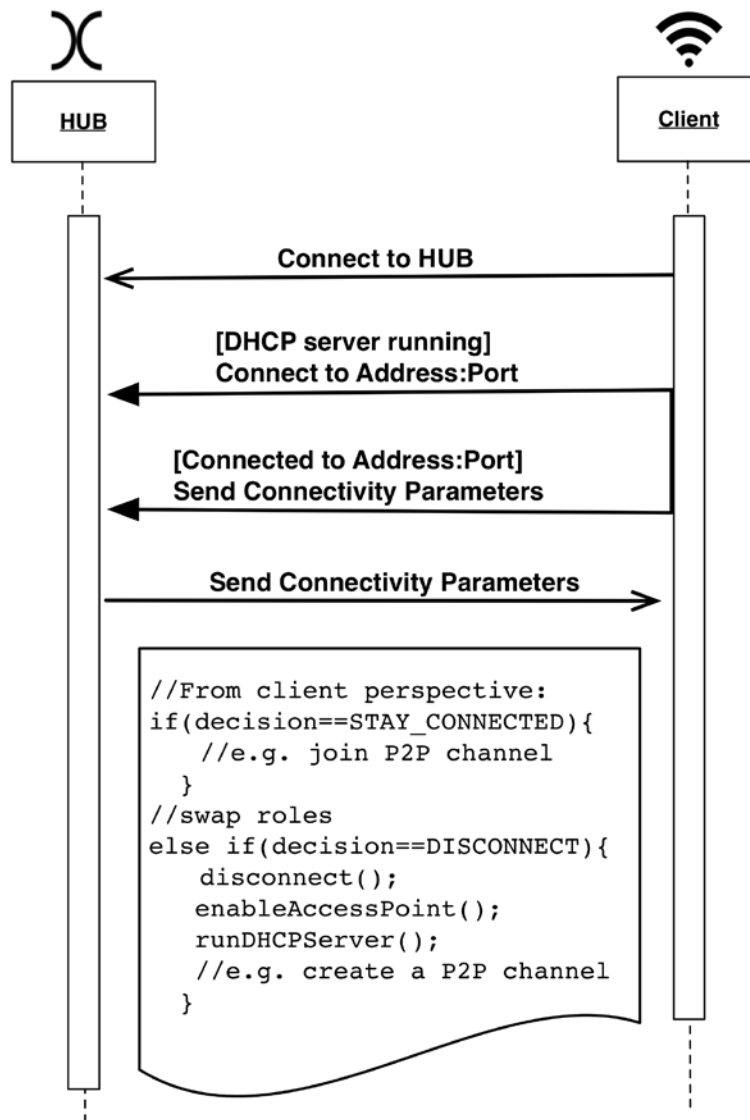 HUB
Client
Connect to HUB
[DHCP server running]
Connect to Address:Port
[Connected to Address:Port]
Send Connectivity Parameters
Send Connectivity Parameters
//From client perspective:
if(decision==STAY_CONNECTED){
//e.g. join P2P channel
}
//swap roles
else if(decision==DISCONNECT){
disconnect();
enableAccessPoint();
runDHCPServer();
//e.g. create a P2P channel
}